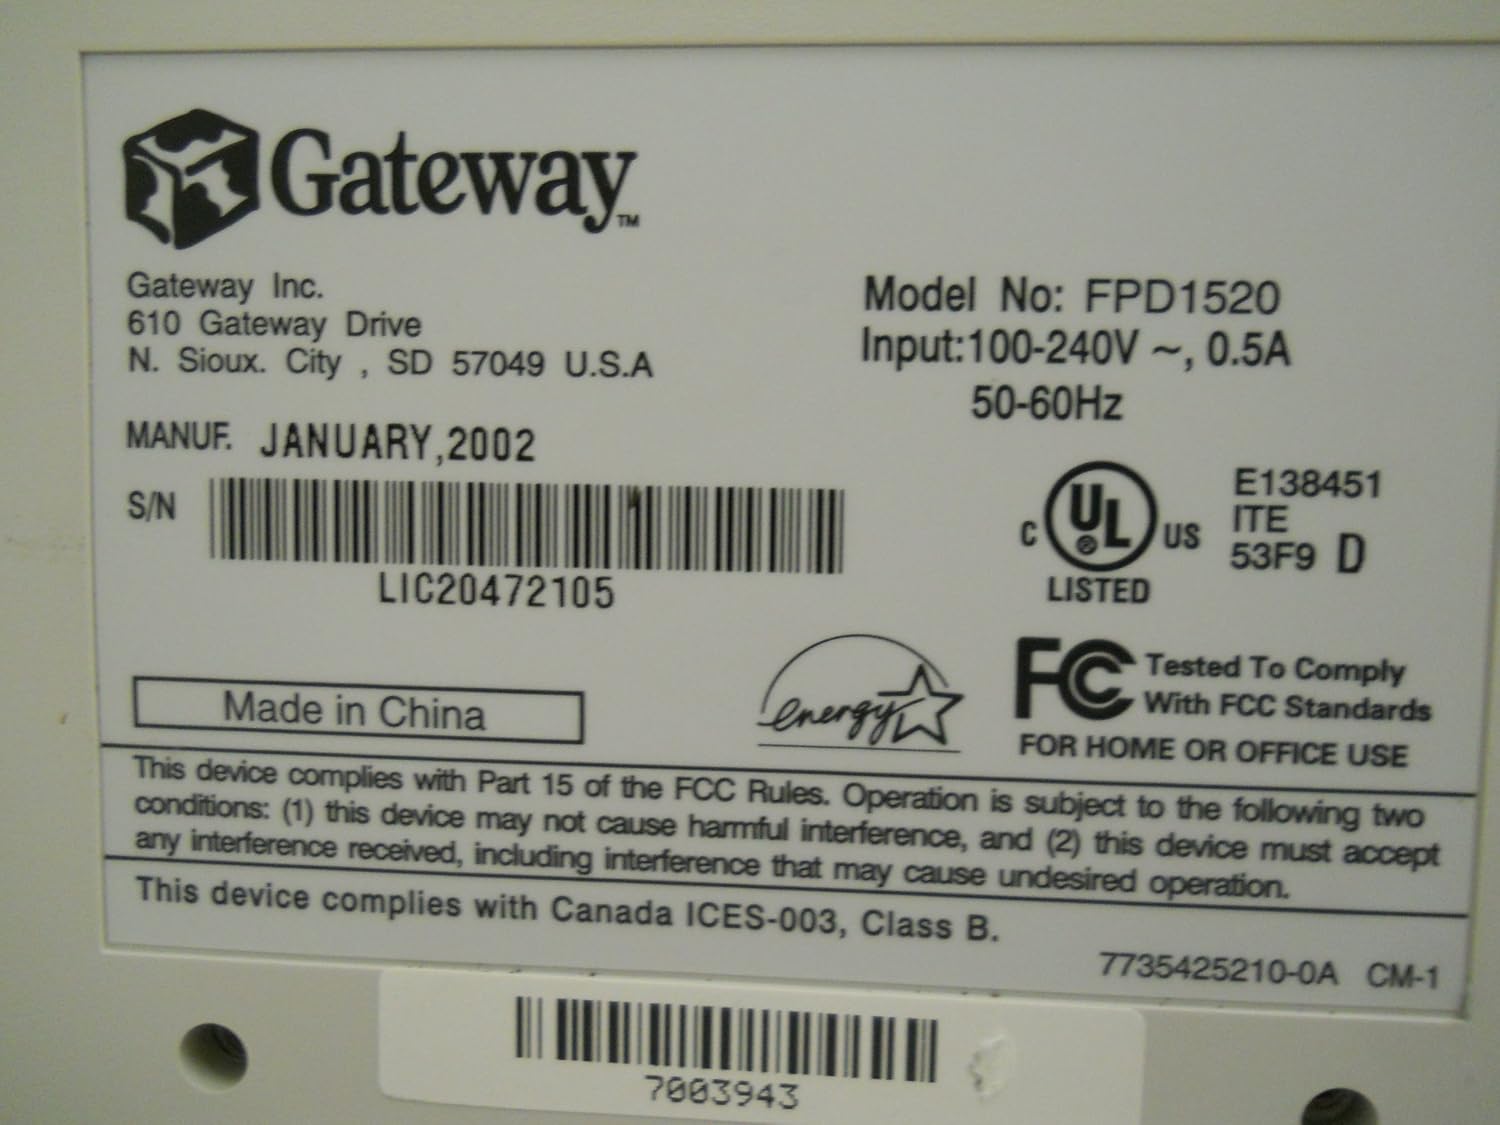 Gateway™
Gateway Inc.
610 Gateway Drive
N. Sioux. City , SD 57049 U.S.A
MANUF. JANUARY,2002
S/N
LIC20472105
Made in China
Model No: FPD1520
Input:100-240V ~, 0.5A
50-60Hz
C UL® US
LISTED
E138451
ITE
53F9 D
energy
FC Tested To Comply
With FCC Standards
FOR HOME OR OFFICE USE
This device complies with Part 15 of the FCC Rules. Operation is subject to the following two
conditions: (1) this device may not cause harmful interference, and (2) this device must accept
any interference received, including interference that may cause undesired operation.
This device complies with Canada ICES-003, Class B.
7735425210-0A CM-1
7003943